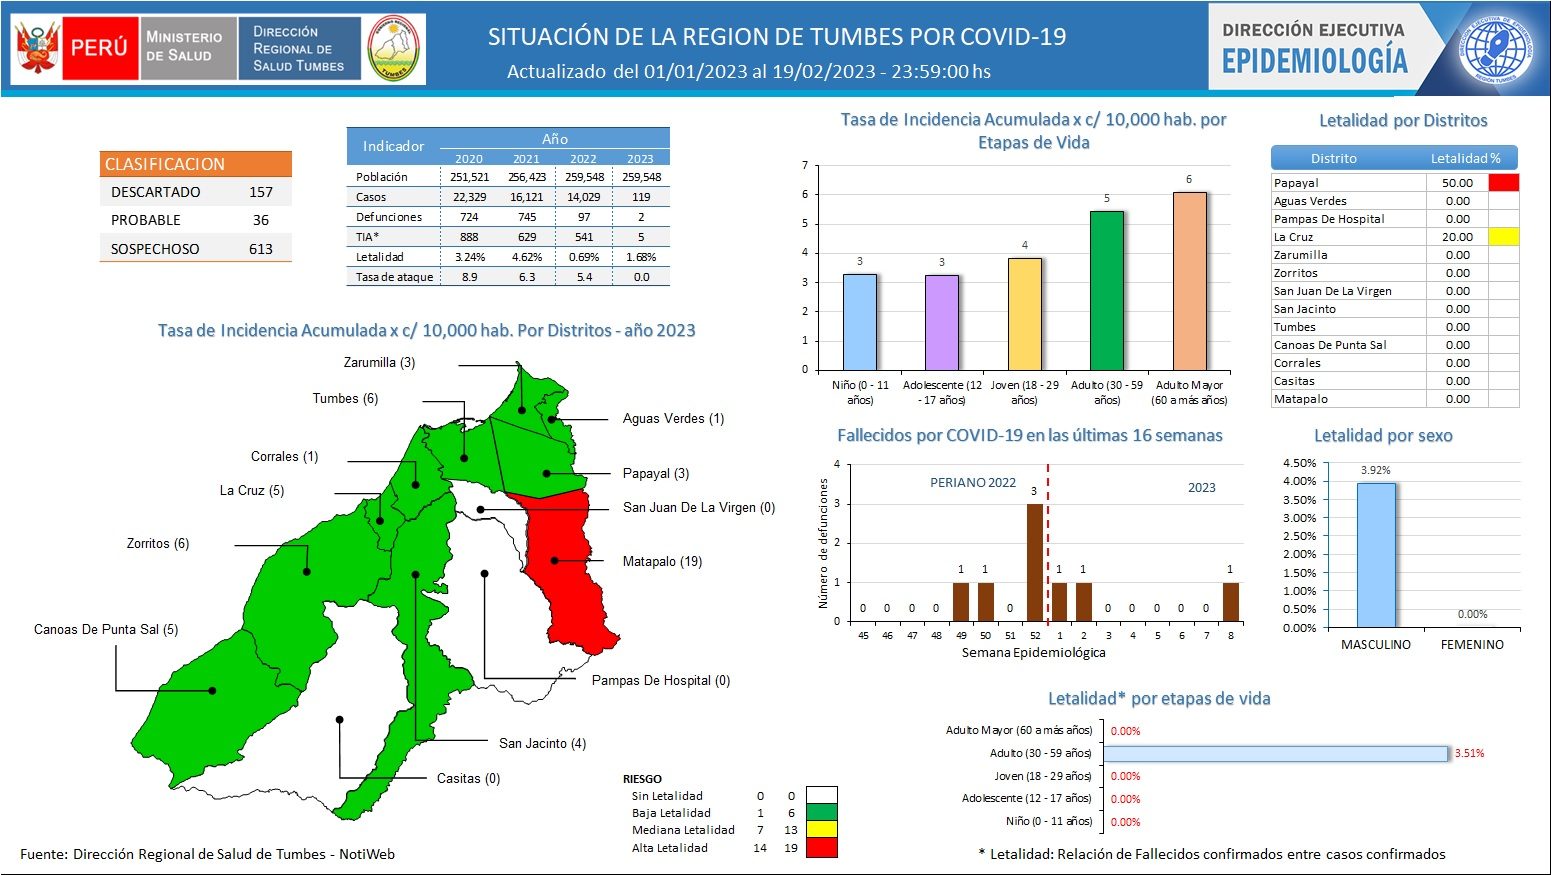 PERÚ
MINISTERIO
DE SALUD
DIRECCIÓN
REGIONAL DE
SALUD TUMBES
TUMBES
SITUACIÓN DE LA REGION DE TUMBES POR COVID-19
Actualizado del 01/01/2023 al 19/02/2023 - 23:59:00 hs
DIRECCIÓN EJECUTIVA
EPIDEMIOLOGÍA
CLASIFICACION
DESCARTADO 157
PROBABLE 36
SOSPECHOSO 613
Indicador Año
2020 2021 2022 2023
Población 251,521 256,423 259,548 259,548
Casos 22,329 16,121 14,029 119
Defunciones 724 745 97 2
TIA* 888 629 541 5
Letalidad 3.24% 4.62% 0.69% 1.68%
Tasa de ataque 8.9 6.3 5.4 0.0
Tasa de Incidencia Acumulada x c/ 10,000 hab. Por Distritos - año 2023
Zarumilla (3)
Tumbes (6)
Aguas Verdes (1)
Corrales (1)
Papayal (3)
La Cruz (5)
San Juan De La Virgen (0)
Zorritos (6)
Matapalo (19)
Canoas De Punta Sal (5)
Pampas De Hospital (0)
San Jacinto (4)
Casitas (0)
RIESGO
Sin Letalidad 0 0
Baja Letalidad 1 6
Mediana Letalidad 7 13
Alta Letalidad 14 19
Fuente: Dirección Regional de Salud de Tumbes - NotiWeb
Tasa de Incidencia Acumulada x c/ 10,000 hab. por
Etapas de Vida
7
6
5
4
3
2
1
0
3 3 4 5 6
Niño (0 - 11 años)
Adolescente (12 - 17 años)
Joven (18 - 29 años)
Adulto (30 - 59 años)
Adulto Mayor (60 a más años)
Letalidad por Distritos
Distrito Letalidad %
Papayal 50.00
Aguas Verdes 0.00
Pampas De Hospital 0.00
La Cruz 20.00
Zarumilla 0.00
Zorritos 0.00
San Juan De La Virgen 0.00
San Jacinto 0.00
Tumbes 0.00
Canoas De Punta Sal 0.00
Corrales 0.00
Casitas 0.00
Matapalo 0.00
Fallecidos por COVID-19 en las últimas 16 semanas
Número de defunciones
4
3
2
1
0
PERIANO 2022
2023
0 0 0 0 1 1 0 3 1 1 0 0 0 0 0 1
45 46 47 48 49 50 51 52 1 2 3 4 5 6 7 8
Semana Epidemiológica
Letalidad por sexo
4.50%
4.00%
3.50%
3.00%
2.50%
2.00%
1.50%
1.00%
0.50%
0.00%
3.92%
0.00%
MASCULINO FEMENINO
Letalidad* por etapas de vida
Adulto Mayor (60 a más años) 0.00%
Adulto (30 - 59 años) 3.51%
Joven (18 - 29 años) 0.00%
Adolescente (12 - 17 años) 0.00%
Niño (0 - 11 años) 0.00%
* Letalidad: Relación de Fallecidos confirmados entre casos confirmados